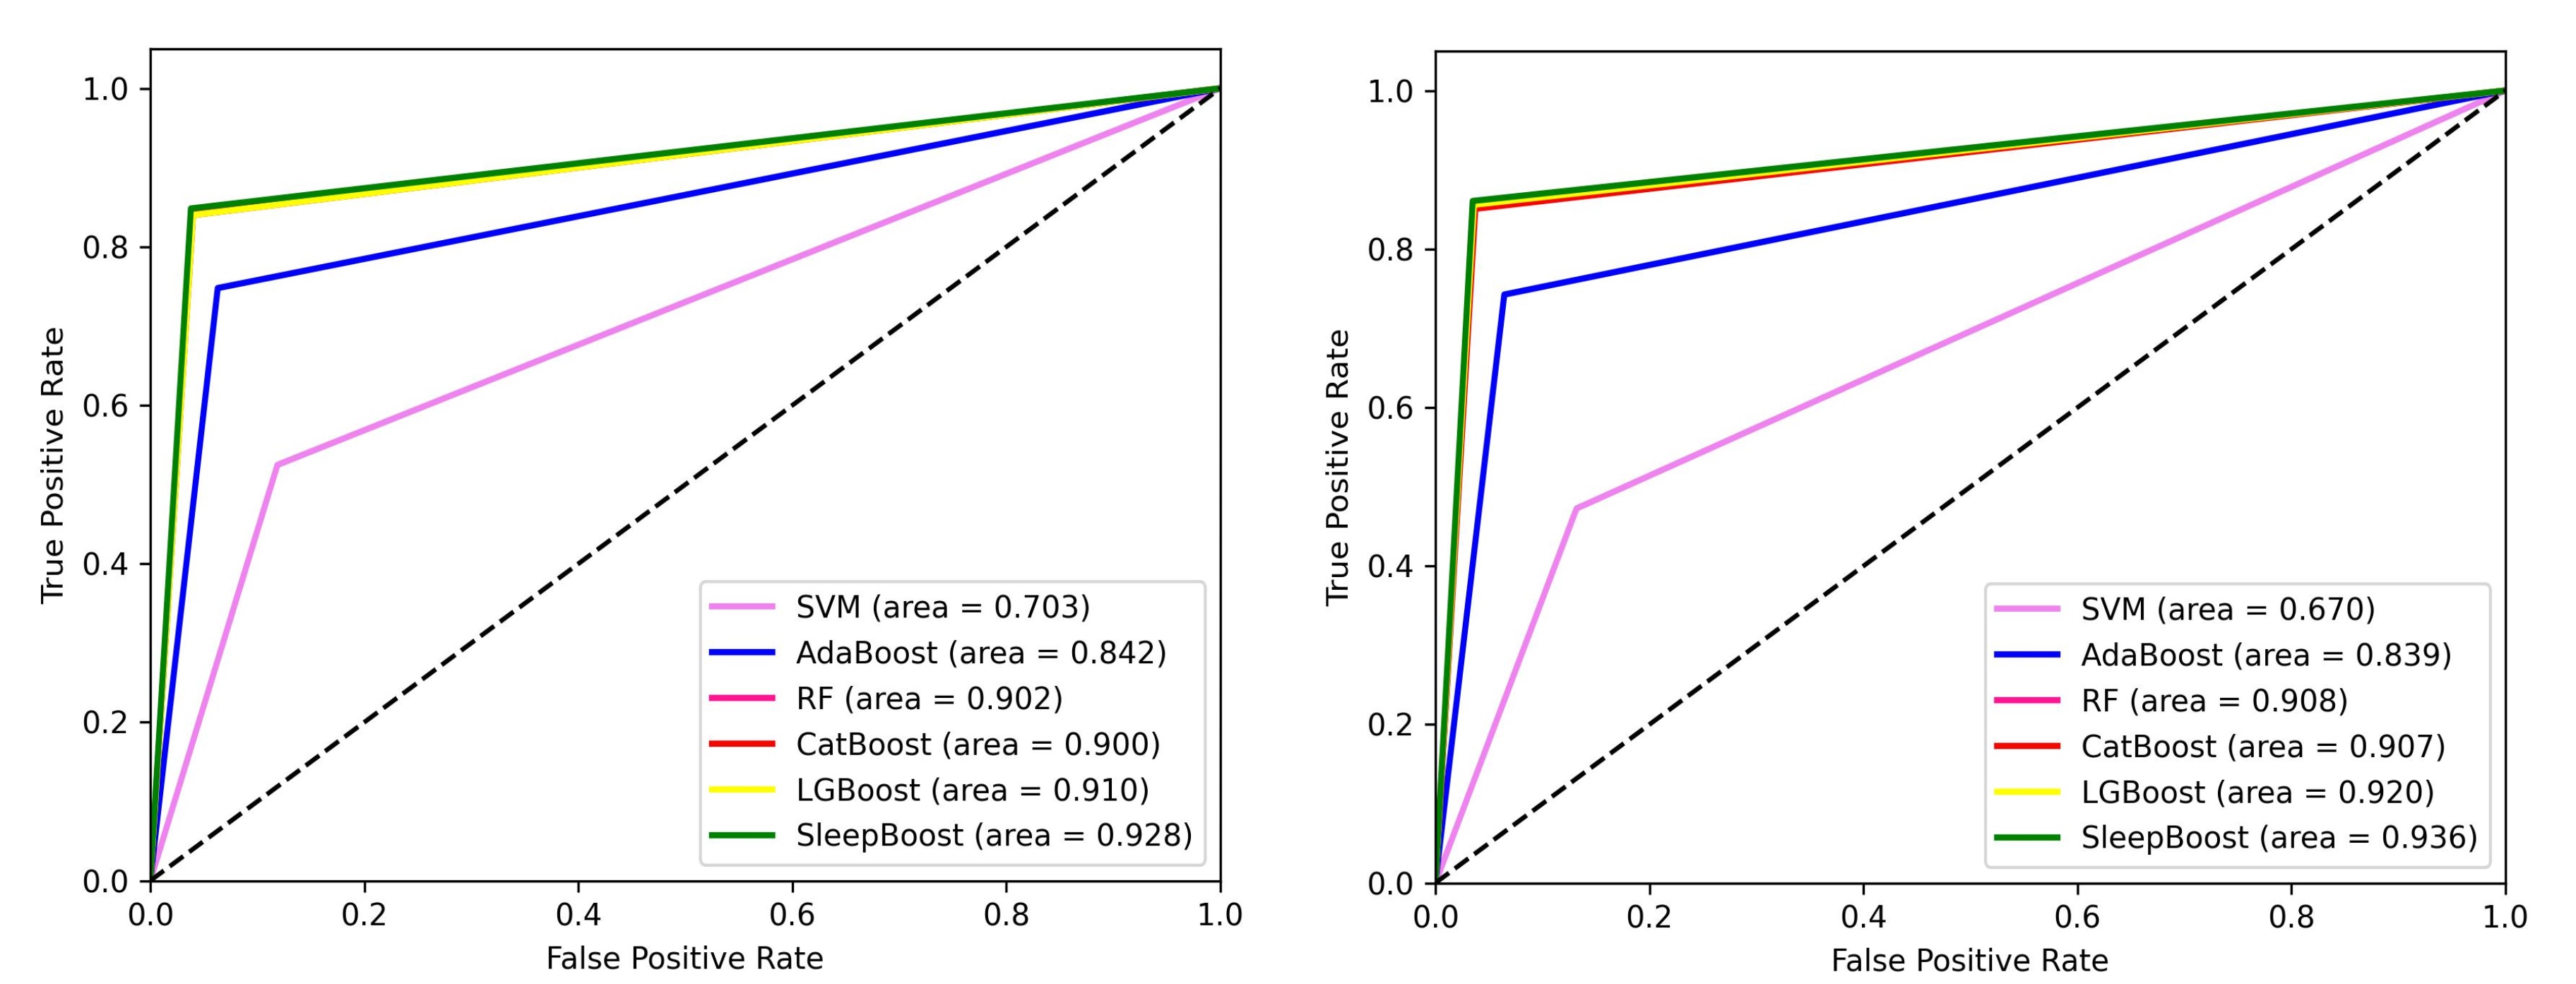 True Positive Rate
1.0
0.8
0.6
0.4
0.2
0.0
SVM (area = 0.703)
AdaBoost (area = 0.842)
RF (area = 0.902)
CatBoost (area = 0.900)
LGBoost (area = 0.910)
SleepBoost (area = 0.928)
0.0 0.2 0.4 0.6 0.8 1.0
False Positive Rate
True Positive Rate
1.0
0.8
0.6
0.4
0.2
0.0
SVM (area = 0.670)
AdaBoost (area = 0.839)
RF (area = 0.908)
CatBoost (area = 0.907)
LGBoost (area = 0.920)
SleepBoost (area = 0.936)
0.0 0.2 0.4 0.6 0.8 1.0
False Positive Rate